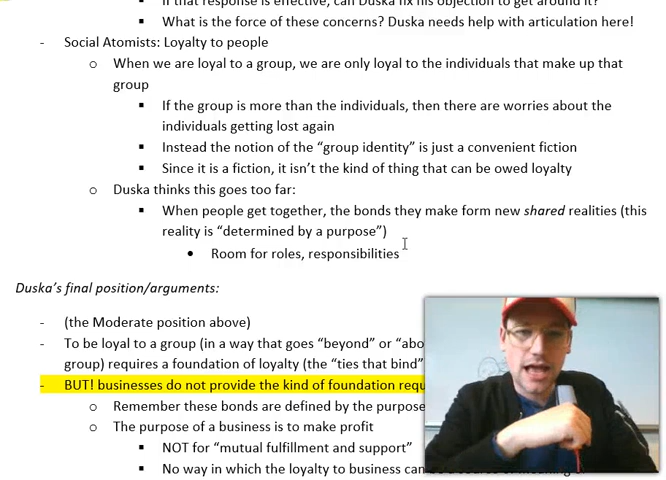 If that response is effective, can Duska fix his objection to get around it?
▪ What is the force of these concerns? Duska needs help with articulation here!
- Social Atomists: Loyalty to people
o When we are loyal to a group, we are only loyal to the individuals that make up that
group
▪ If the group is more than the individuals, then there are worries about the
individuals getting lost again
▪ Instead the notion of the “group identity” is just a convenient fiction
▪ Since it is a fiction, it isn’t the kind of thing that can be owed loyalty
o Duska thinks this goes too far:
▪ When people get together, the bonds they make form new shared realities (this
reality is “determined by a purpose”)
• Room for roles, responsibilities
Duska’s final position/arguments:
- (the Moderate position above)
- To be loyal to a group (in a way that goes “beyond” or
group) requires a foundation of loyalty (the “ties that bind”
- BUT! businesses do not provide the kind of foundation
o Remember these bonds are defined by the purpose
o The purpose of a business is to make profit
▪ NOT for “mutual fulfillment and support”
▪ No way in which the loyalty to business